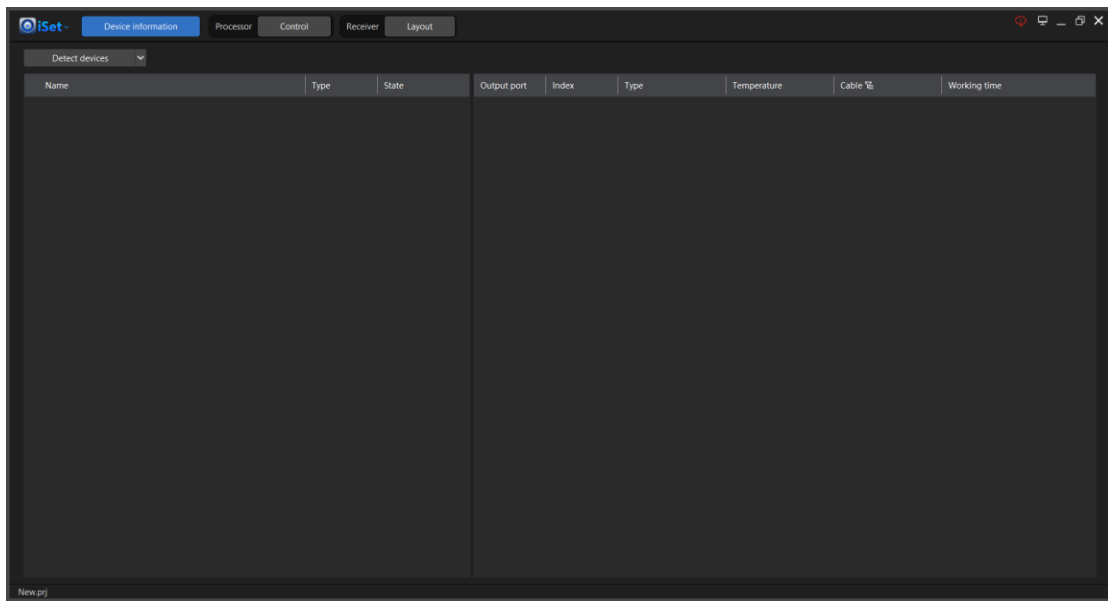 iSet Device information Processor Control Receiver Layout
Detect devices
Name Type State Output port Index Type Temperature Cable Working time
New.prj